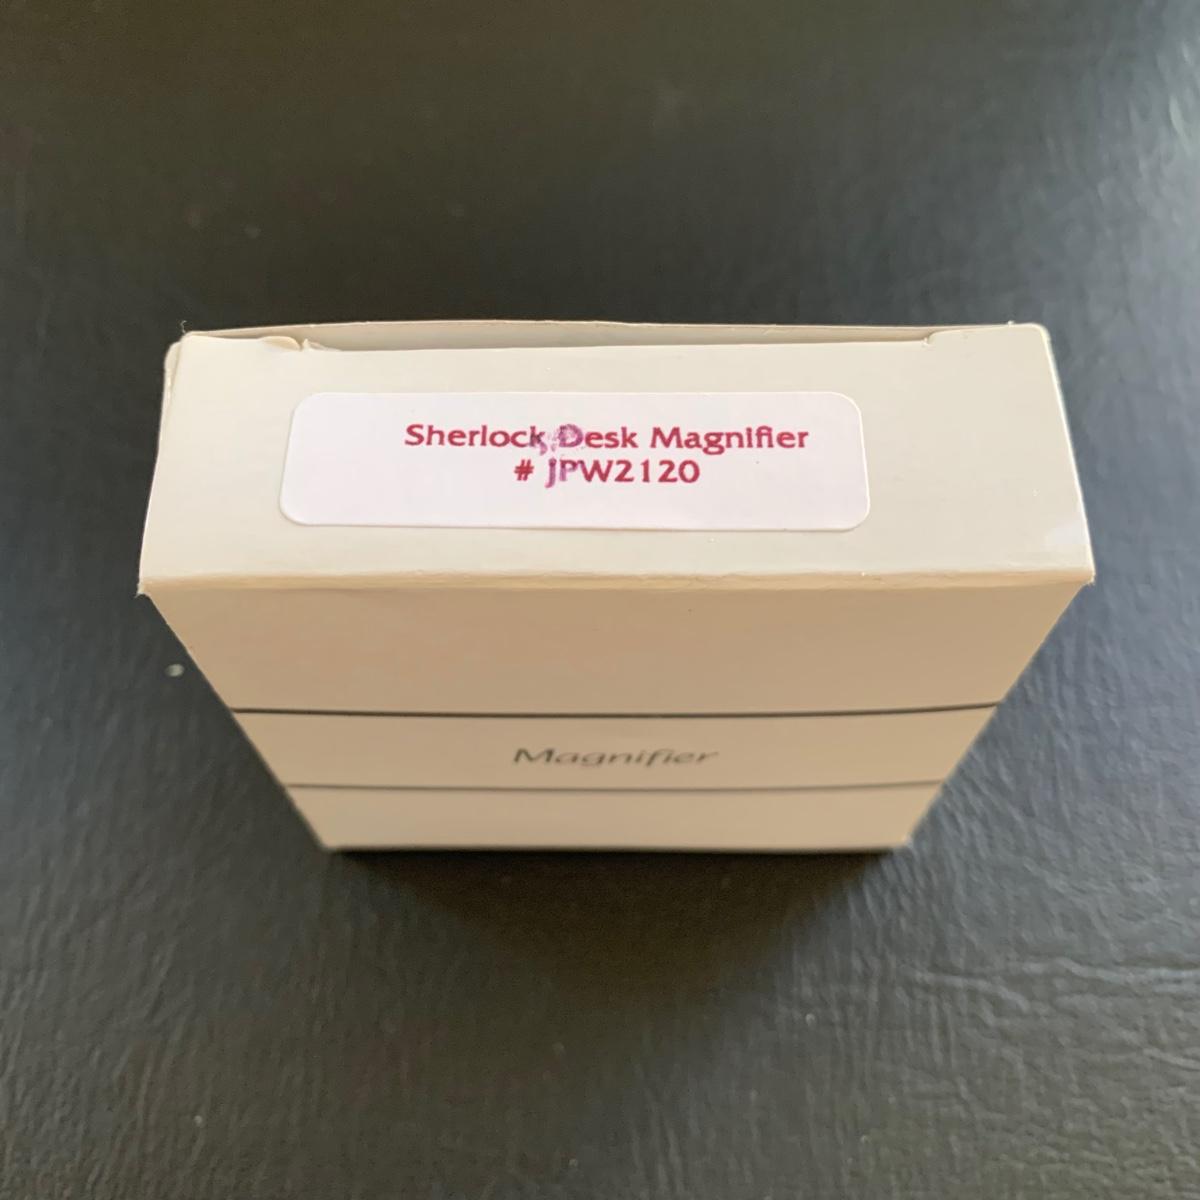 Sherlock Desk Magnifier
# JPW2120
Magnifier